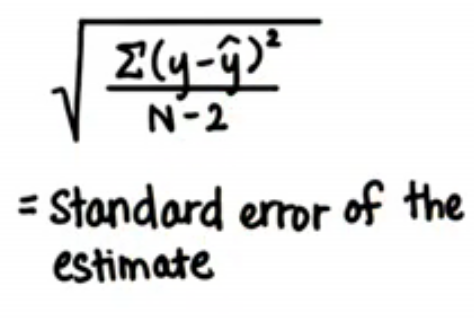 √
Σ(y-ŷ)²
N-2
= Standard error of the
estimate